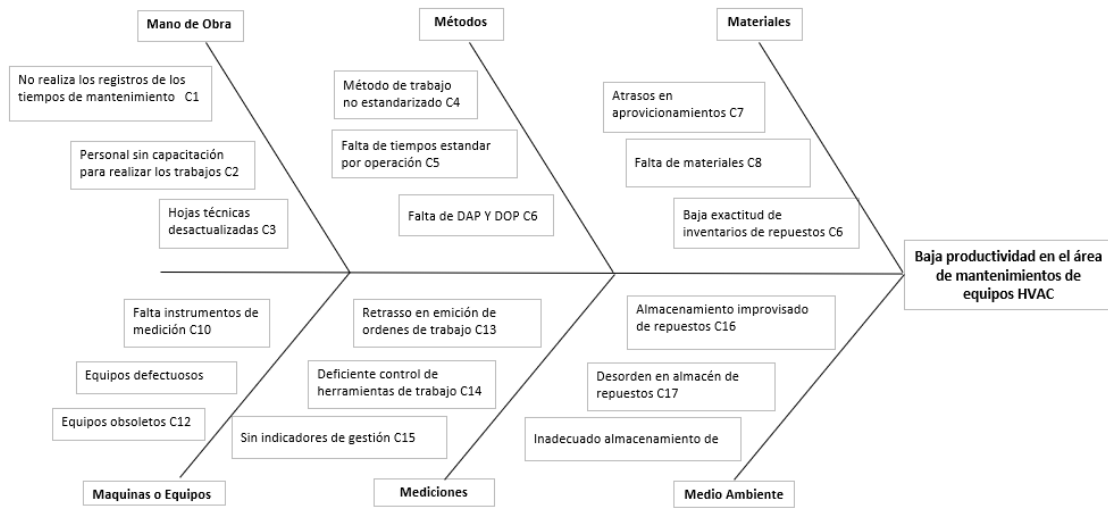 Mano de Obra
Métodos
Materiales
No realiza los registros de los
tiempos de mantenimiento C1
Personal sin capacitación
para realizar los trabajos C2
Hojas técnicas
desactualizadas C3
Método de trabajo
no estandarizado C4
Falta de tiempos estandar
por operación C5
Falta de DAP Y DOP C6
Atrasos en
aprovicionamientos C7
Falta de materiales C8
Baja exactitud de
inventarios de repuestos C6
Baja productividad en el área
de mantenimientos de
equipos HVAC
Falta instrumentos de
medición C10
Equipos defectuosos
Equipos obsoletos C12
Retrasso en emición de
ordenes de trabajo C13
Deficiente control de
herramientas de trabajo C14
Sin indicadores de gestión C15
Almacenamiento improvisado
de repuestos C16
Desorden en almacén de
repuestos C17
Inadecuado almacenamiento de
Maquinas o Equipos
Mediciones
Medio Ambiente